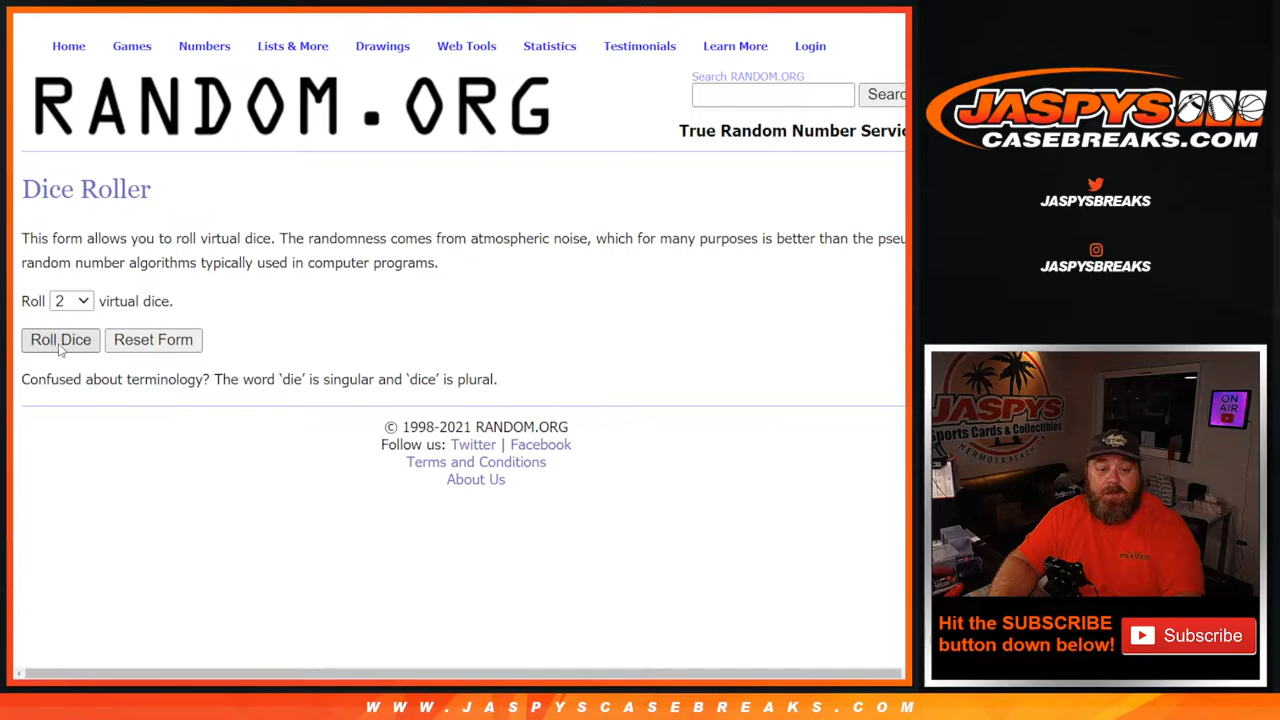 Home Games Numbers Lists & More Drawings Web Tools Statistics Testimonials Learn More Login
RANDOM.ORG
Search RANDOM.ORG
Searc
True Random Number Servic
Dice Roller
This form allows you to roll virtual dice. The randomness comes from atmospheric noise, which for many purposes is better than the pseu
random number algorithms typically used in computer programs.
Roll 2 virtual dice.
Roll Dice Reset Form
Confused about terminology? The word ‘die’ is singular and ‘dice’ is plural.
© 1998-2021 RANDOM.ORG
Follow us: Twitter | Facebook
Terms and Conditions
About Us
JASPYS
CASEBREAKS.COM
JASPYSBREAKS
JASPYSBREAKS
JASPYS
Sports Cards & Collectibles
HERMOSA BEACH, CA
ON
AIR
Hit the SUBSCRIBE
button down below!
Subscribe
WWW.JASPYSCASEBREAKS.COM